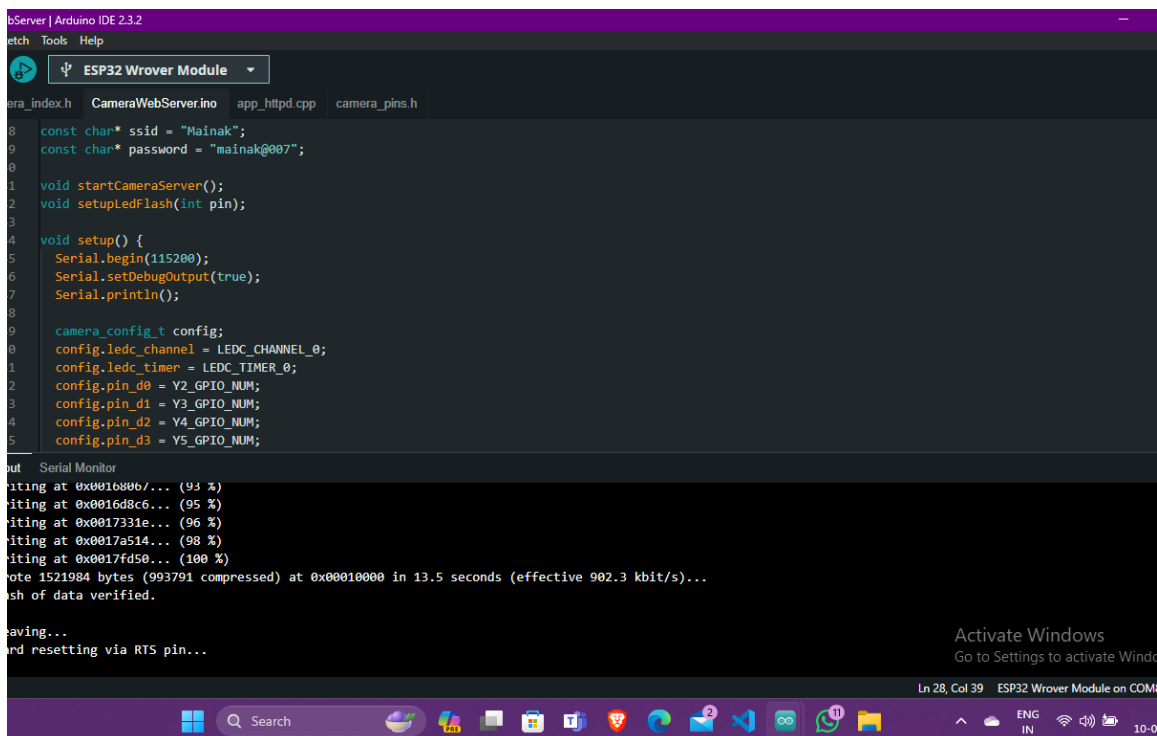 bServer | Arduino IDE 2.3.2
etch Tools Help
ESP32 Wrover Module
era_index.h CameraWebServer.ino app_httpd.cpp camera_pins.h
8 const char* ssid = "Mainak";
9 const char* password = "mainak@007";
0
1 void startCameraServer();
2 void setupLedFlash(int pin);
3
4 void setup() {
5 Serial.begin(115200);
6 Serial.setDebugOutput(true);
7 Serial.println();
8
9 camera_config_t config;
0 config.ledc_channel = LEDC_CHANNEL_0;
1 config.ledc_timer = LEDC_TIMER_0;
2 config.pin_d0 = Y2_GPIO_NUM;
3 config.pin_d1 = Y3_GPIO_NUM;
4 config.pin_d2 = Y4_GPIO_NUM;
5 config.pin_d3 = Y5_GPIO_NUM;
put Serial Monitor
riting at 0x00168067... (93 %)
riting at 0x0016d8c6... (95 %)
riting at 0x0017331e... (96 %)
riting at 0x0017a514... (98 %)
riting at 0x0017fd50... (100 %)
rote 1521984 bytes (993791 compressed) at 0x00010000 in 13.5 seconds (effective 902.3 kbit/s)...
ash of data verified.
eaving...
ard resetting via RTS pin...
Activate Windows
Go to Settings to activate Windo
Ln 28, Col 39 ESP32 Wrover Module on COM8
Search
PRE
2
11
ENG
IN
10-0